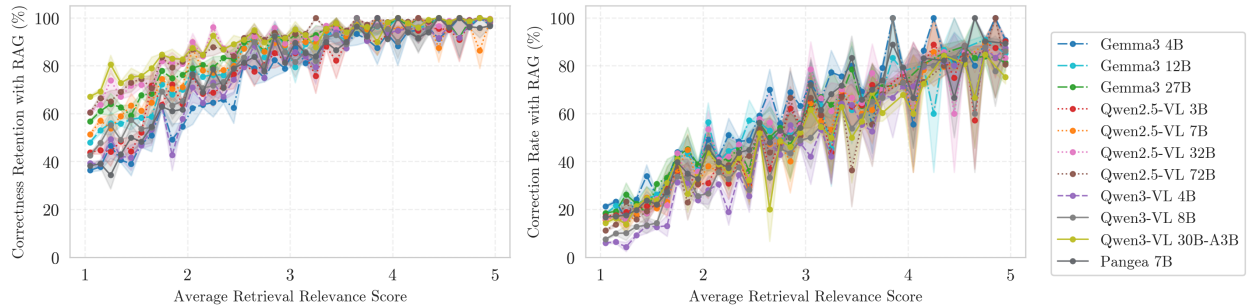 Correctness Retention with RAG (%)
100
80
60
40
20
0
1
2
3
4
5
Average Retrieval Relevance Score
Correction Rate with RAG (%)
100
80
60
40
20
0
1
2
3
4
5
Average Retrieval Relevance Score
Gemma3 4B
Gemma3 12B
Gemma3 27B
Qwen2.5-VL 3B
Qwen2.5-VL 7B
Qwen2.5-VL 32B
Qwen2.5-VL 72B
Qwen3-VL 4B
Qwen3-VL 8B
Qwen3-VL 30B-A3B
Pangea 7B